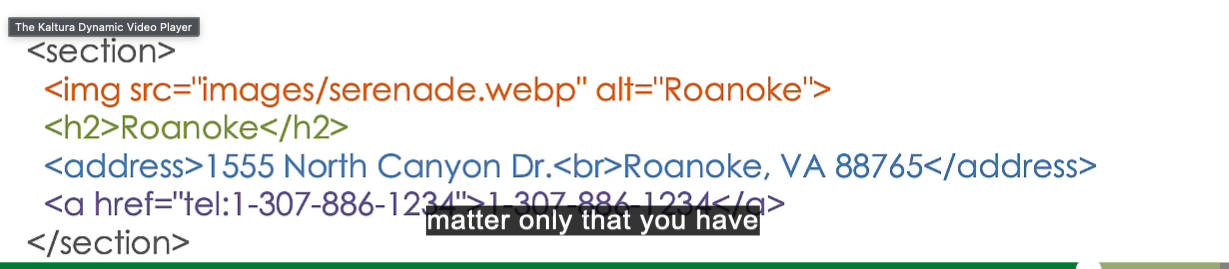 The Kaltura Dynamic Video Player
<section>
<img src="images/serenade.webp" alt="Roanoke">
<h2>Roanoke</h2>
<address>1555 North Canyon Dr.<br>Roanoke, VA 88765</address>
<a href="tel:1-307-886-1234">1-307-886-1234</a>
matter only that you have
</section>